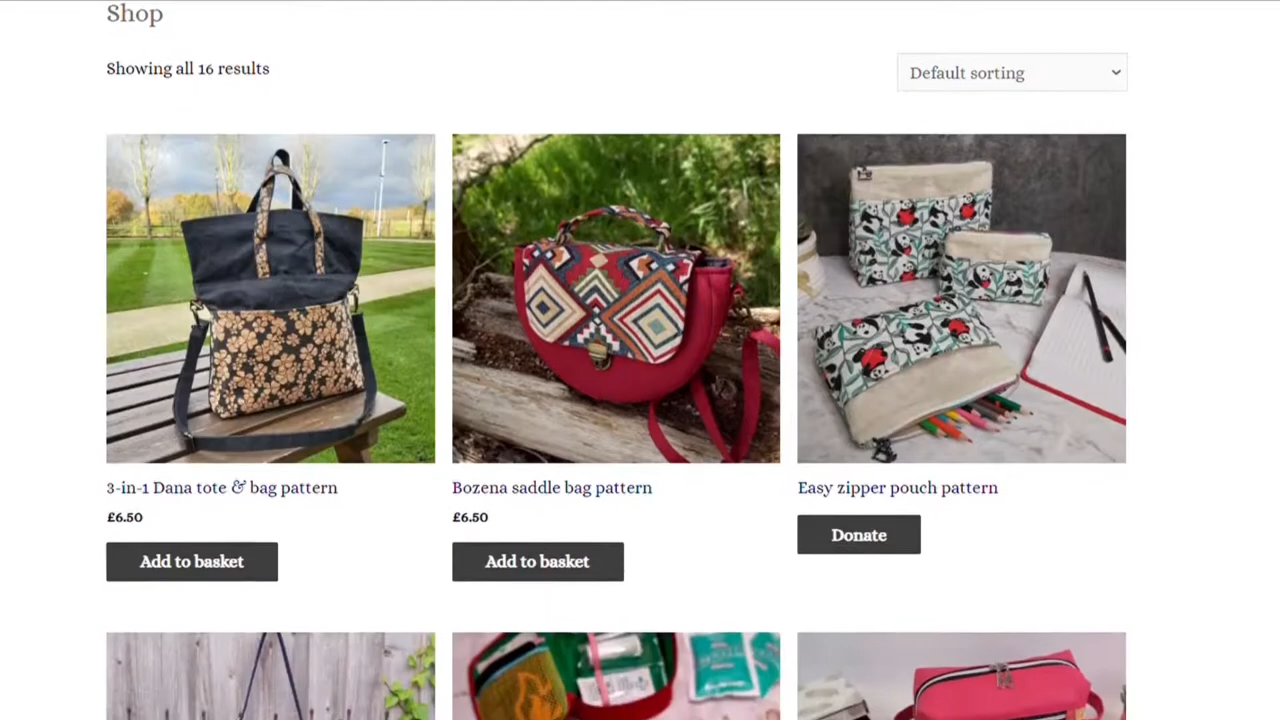 Shop
Showing all 16 results
Default sorting
3-in-1 Dana tote & bag pattern
£6.50
Add to basket
Bozena saddle bag pattern
£6.50
Add to basket
Easy zipper pouch pattern
Donate